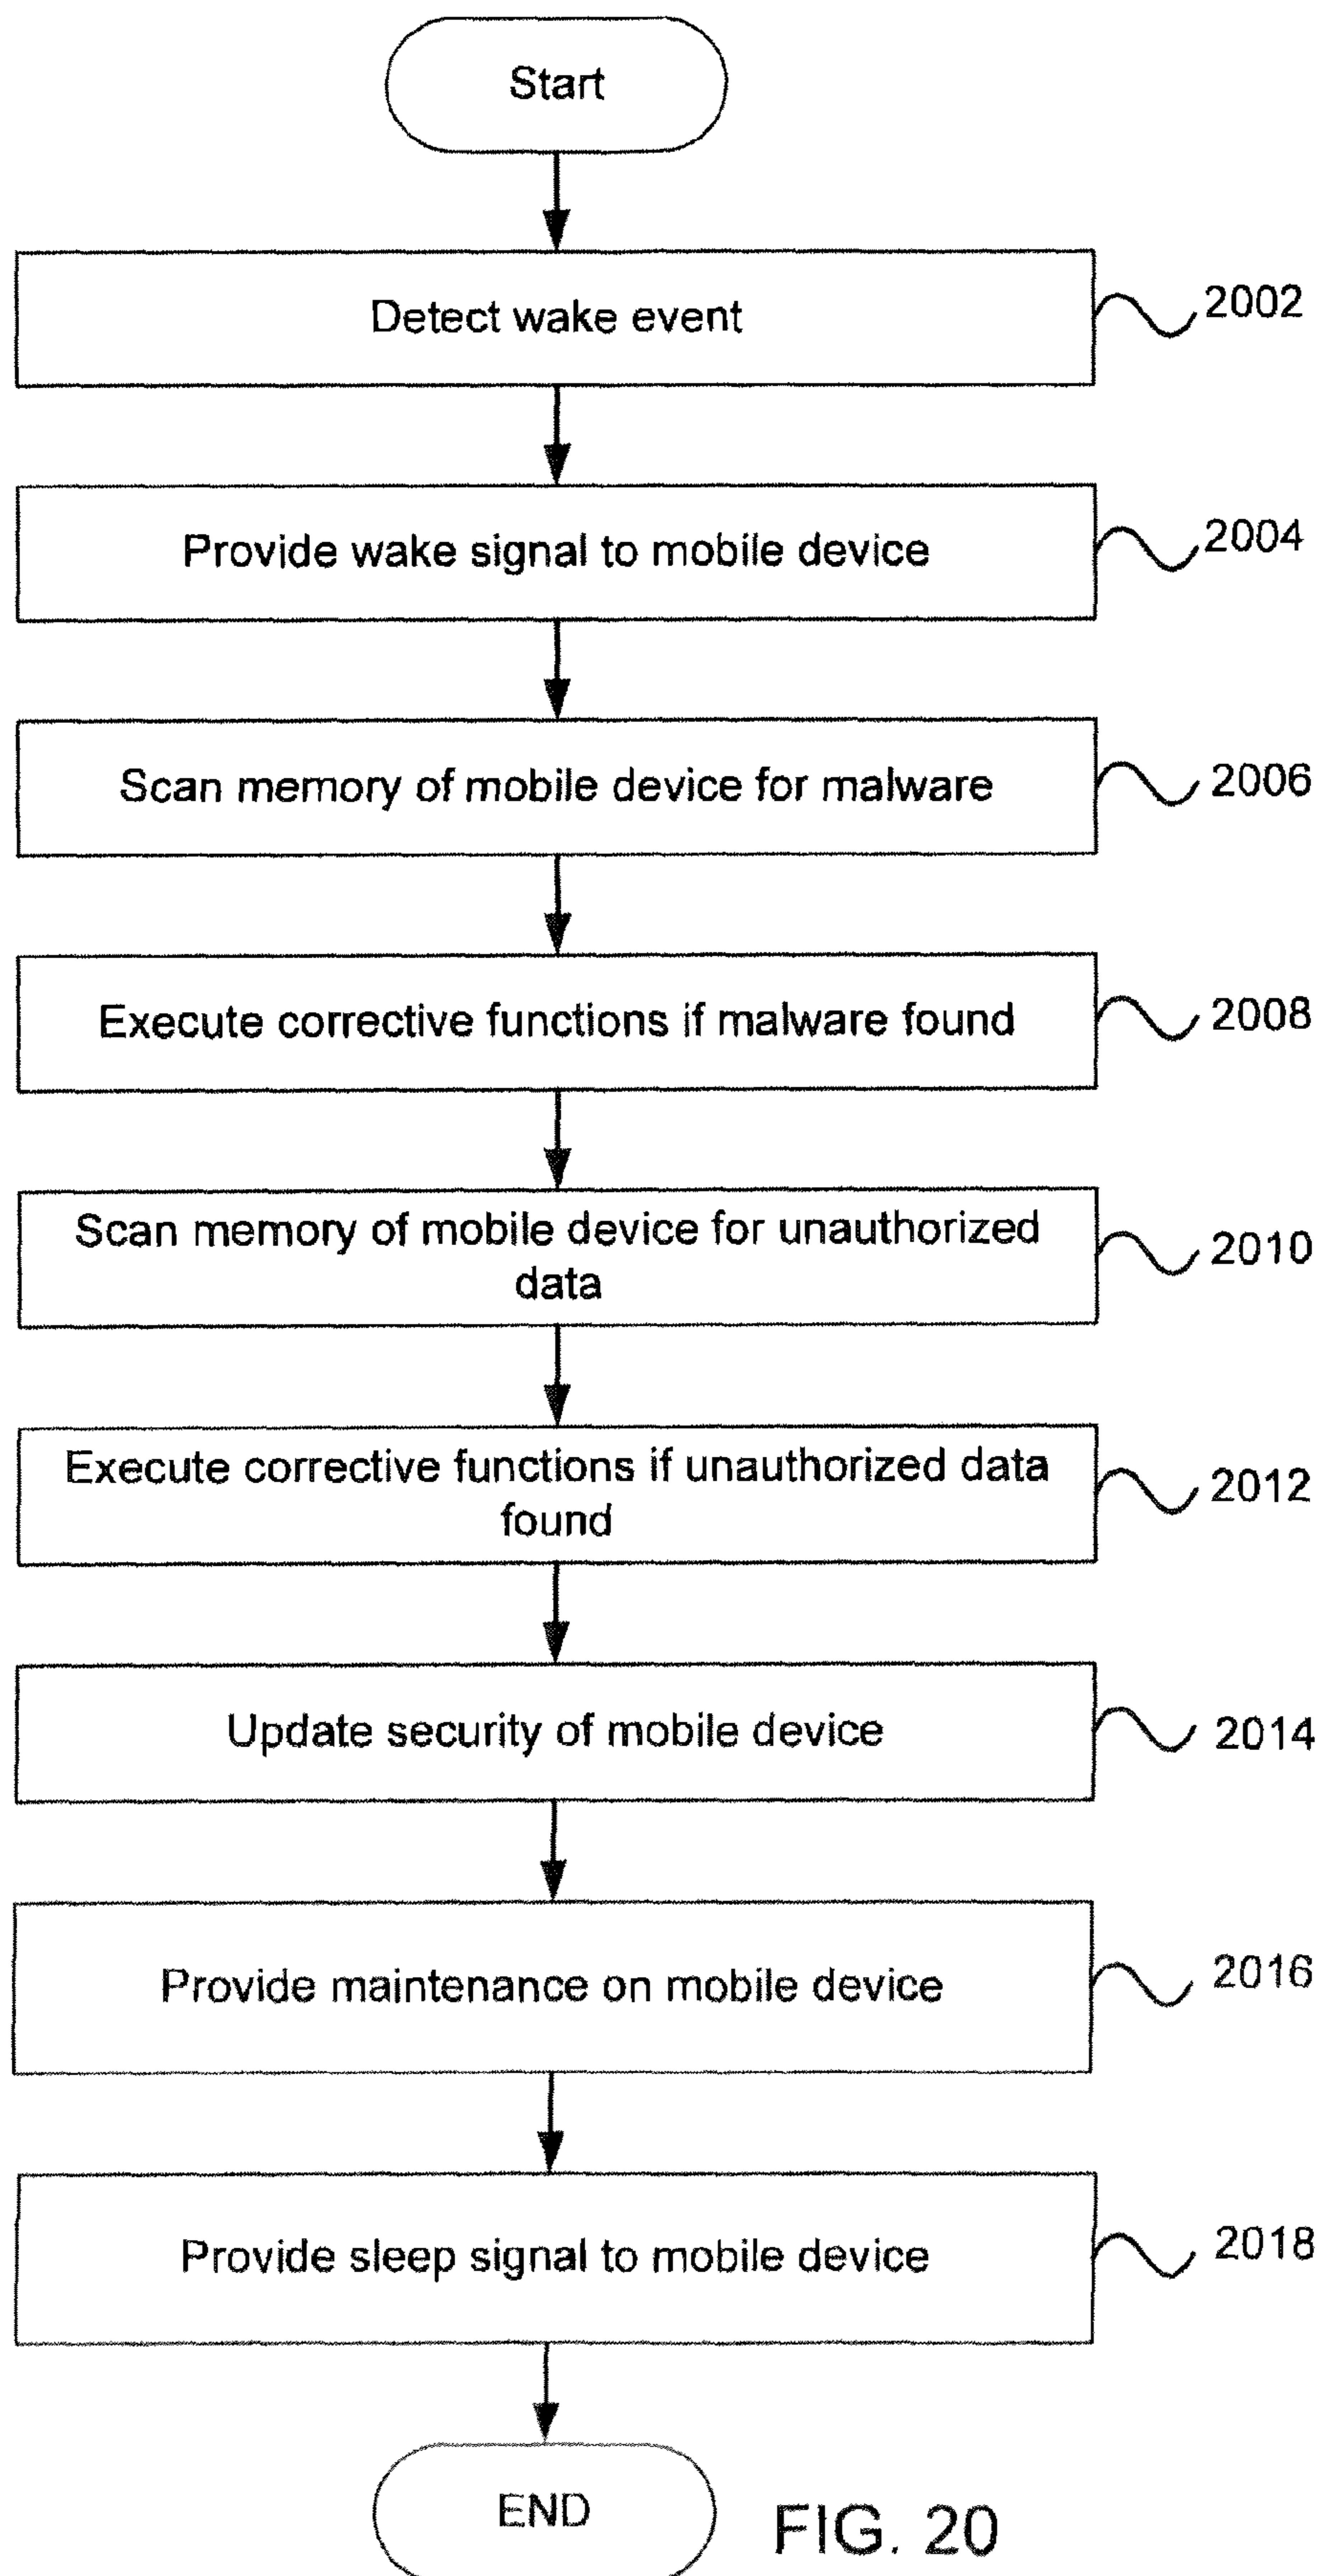 Start
Detect wake event
2002
Provide wake signal to mobile device
2004
Scan memory of mobile device for malware
2006
Execute corrective functions if malware found
2008
Scan memory of mobile device for unauthorized
data
2010
Execute corrective functions if unauthorized data
found
2012
Update security of mobile device
2014
Provide maintenance on mobile device
2016
Provide sleep signal to mobile device
2018
END
FIG. 20